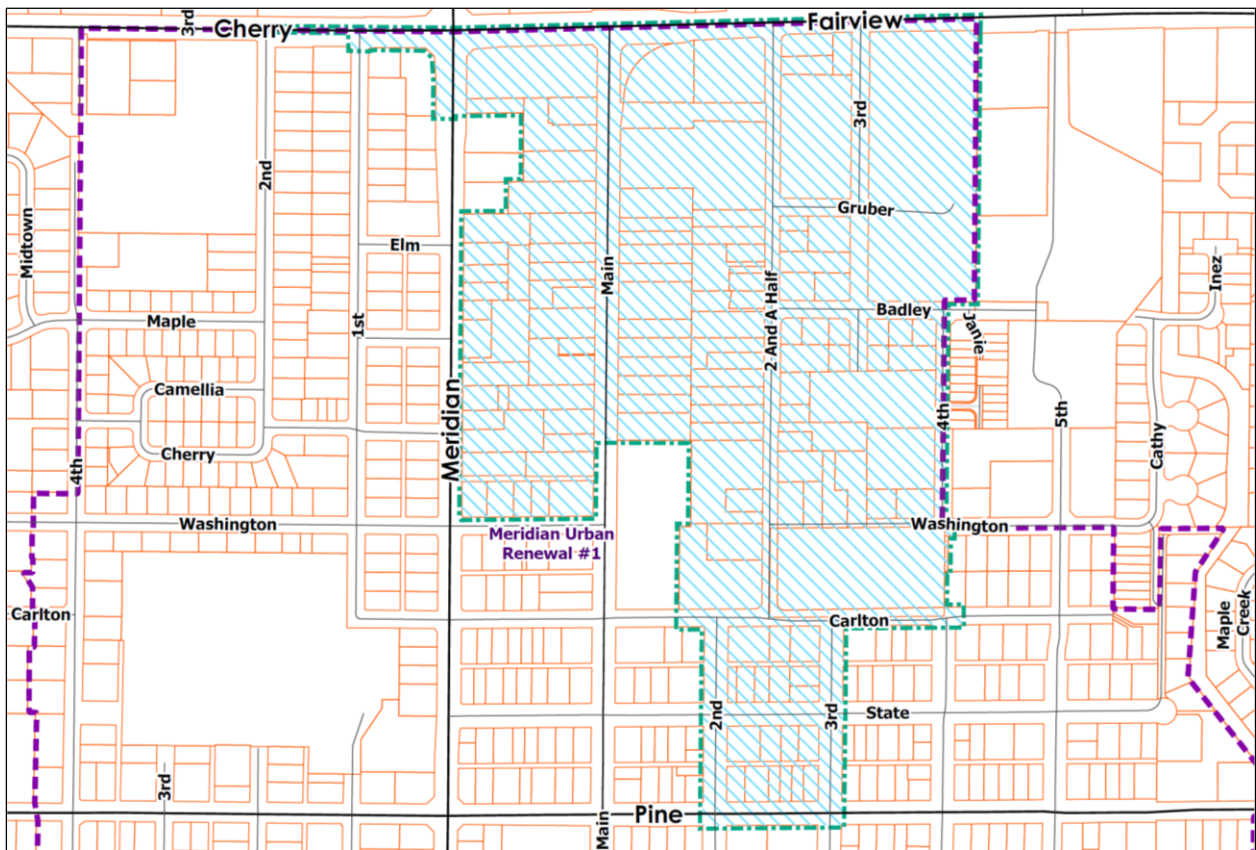 3rd
Cherry
Fairview
2nd
3rd
Midtown
Gruber
Elm
Inez
Main
2 And A Half
Maple
1st
Badley
Janie
Camellia
Meridian
4th
5th
Cherry
Cathy
4th
Washington
Washington
Meridian Urban
Renewal #1
Carlton
Carlton
Maple
Creek
2nd
3rd
State
3rd
Main
Pine